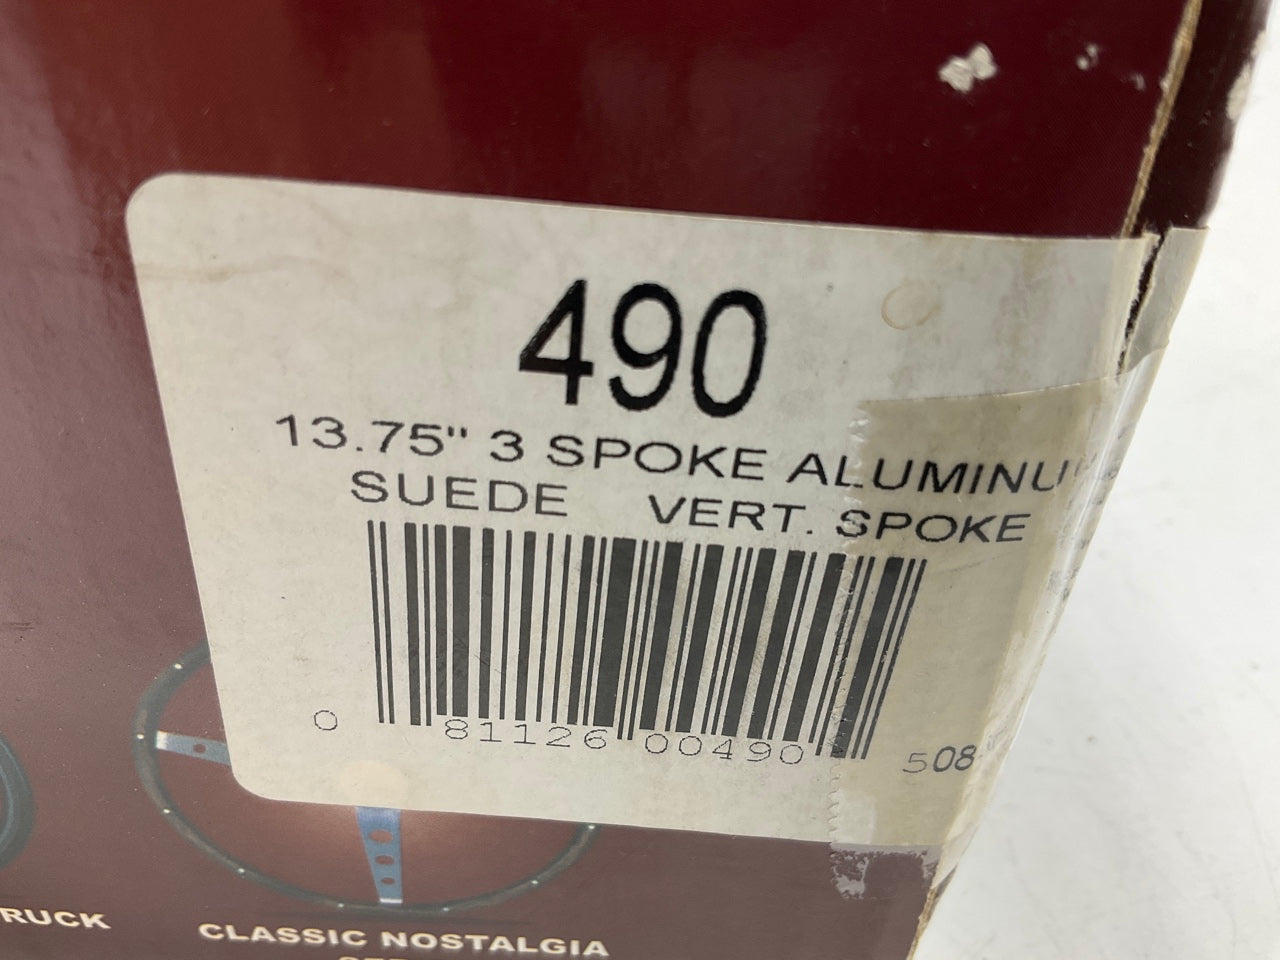 490
13.75" 3 SPOKE ALUMINU
SUEDE VERT. SPOKE
0 81126 00490 508
RUCK
CLASSIC NOSTALGIA